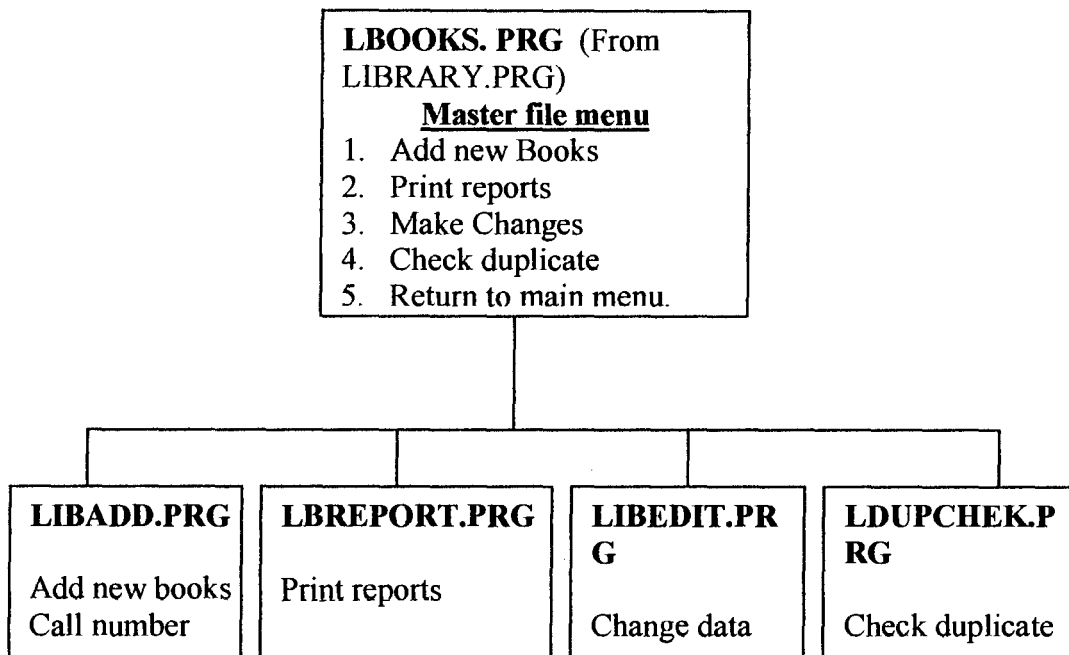 LBOOKS. PRG (From
LIBRARY.PRG)
Master file menu
1. Add new Books
2. Print reports
3. Make Changes
4. Check duplicate
5. Return to main menu.
LIBADD.PRG
Add new books
Call number
LBREPORT.PRG
Print reports
LIBEDIT.PR
G
Change data
LDUPCHEK.P
RG
Check duplicate